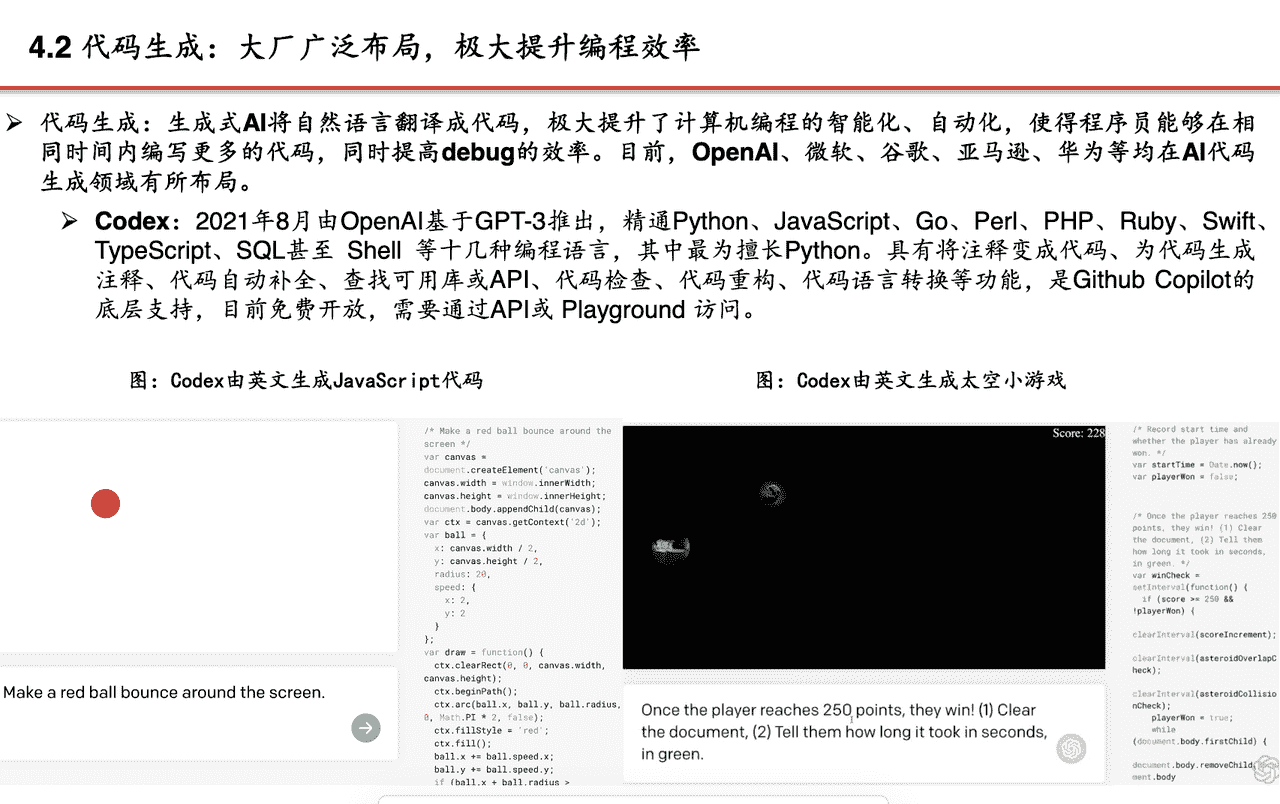 4.2 代码生成：大厂广泛布局，极大提升编程效率
➢ 代码生成：生成式AI将自然语言翻译成代码，极大提升了计算机编程的智能化、自动化，使得程序员能够在相
同时间内编写更多的代码，同时提高debug的效率。目前，OpenAI、微软、谷歌、亚马逊、华为等均在AI代码
生成领域有所布局。
➢ Codex：2021年8月由OpenAI基于GPT-3推出，精通Python、JavaScript、Go、Perl、PHP、Ruby、Swift、
TypeScript、SQL甚至 Shell 等十几种编程语言，其中最为擅长Python。具有将注释变成代码、为代码生成
注释、代码自动补全、查找可用库或API、代码检查、代码重构、代码语言转换等功能，是Github Copilot的
底层支持，目前免费开放，需要通过API或 Playground 访问。
图：Codex由英文生成JavaScript代码
Make a red ball bounce around the screen.
/* Make a red ball bounce around the
screen */
var canvas =
document.createElement('canvas');
canvas.width = window.innerWidth;
canvas.height = window.innerHeight;
document.body.appendChild(canvas);
var ctx = canvas.getContext('2d');
var ball = {
x: canvas.width / 2,
y: canvas.height / 2,
radius: 20,
speed: {
x: 2,
y: 2
}
};
var draw = function() {
ctx.clearRect(0, 0, canvas.width,
canvas.height);
ctx.beginPath();
ctx.arc(ball.x, ball.y, ball.radius,
0, Math.PI * 2, false);
ctx.fillStyle = 'red';
ctx.fill();
ball.x += ball.speed.x;
ball.y += ball.speed.y;
if (ball.x + ball.radius >
图：Codex由英文生成太空小游戏
Score: 228
Once the player reaches 250 points, they win! (1) Clear
the document, (2) Tell them how long it took in seconds,
in green.
/* Record start time and
whether the player has already
won. */
var startTime = Date.now();
var playerWon = false;
/* Once the player reaches 250
points, they win! (1) Clear
the document, (2) Tell them
how long it took in seconds,
in green. */
var winCheck =
setInterval(function() {
if (score >= 250 &&
!playerWon) {
clearInterval(scoreIncrement);
clearInterval(asteroidOverlapC
heck);
clearInterval(asteroidCollisio
nCheck);
playerWon = true;
while
(document.body.firstChild) {
document.body.removeChild
ment.body